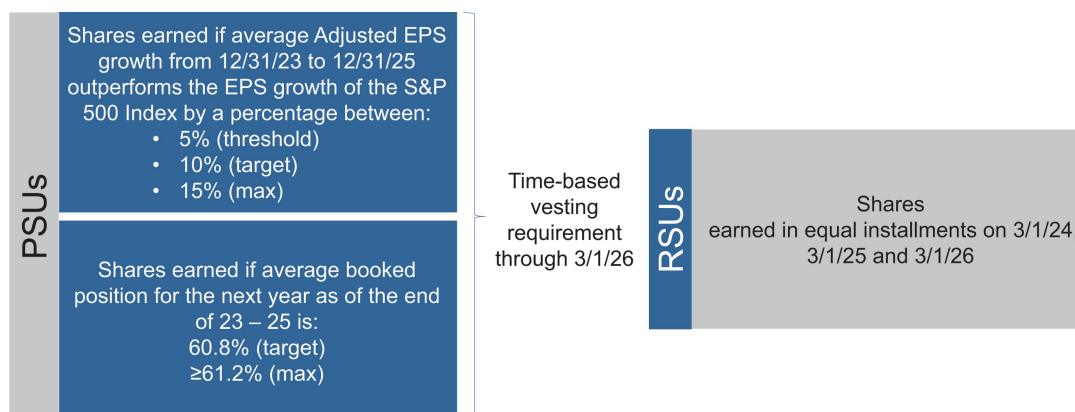 PSUs
Shares earned if average Adjusted EPS
growth from 12/31/23 to 12/31/25
outperforms the EPS growth of the S&P
500 Index by a percentage between:
• 5% (threshold)
• 10% (target)
• 15% (max)
Shares earned if average booked
position for the next year as of the end
of 23 – 25 is:
60.8% (target)
≥61.2% (max)
Time-based
vesting
requirement
through 3/1/26
RSUs
Shares
earned in equal installments on 3/1/24,
3/1/25 and 3/1/26